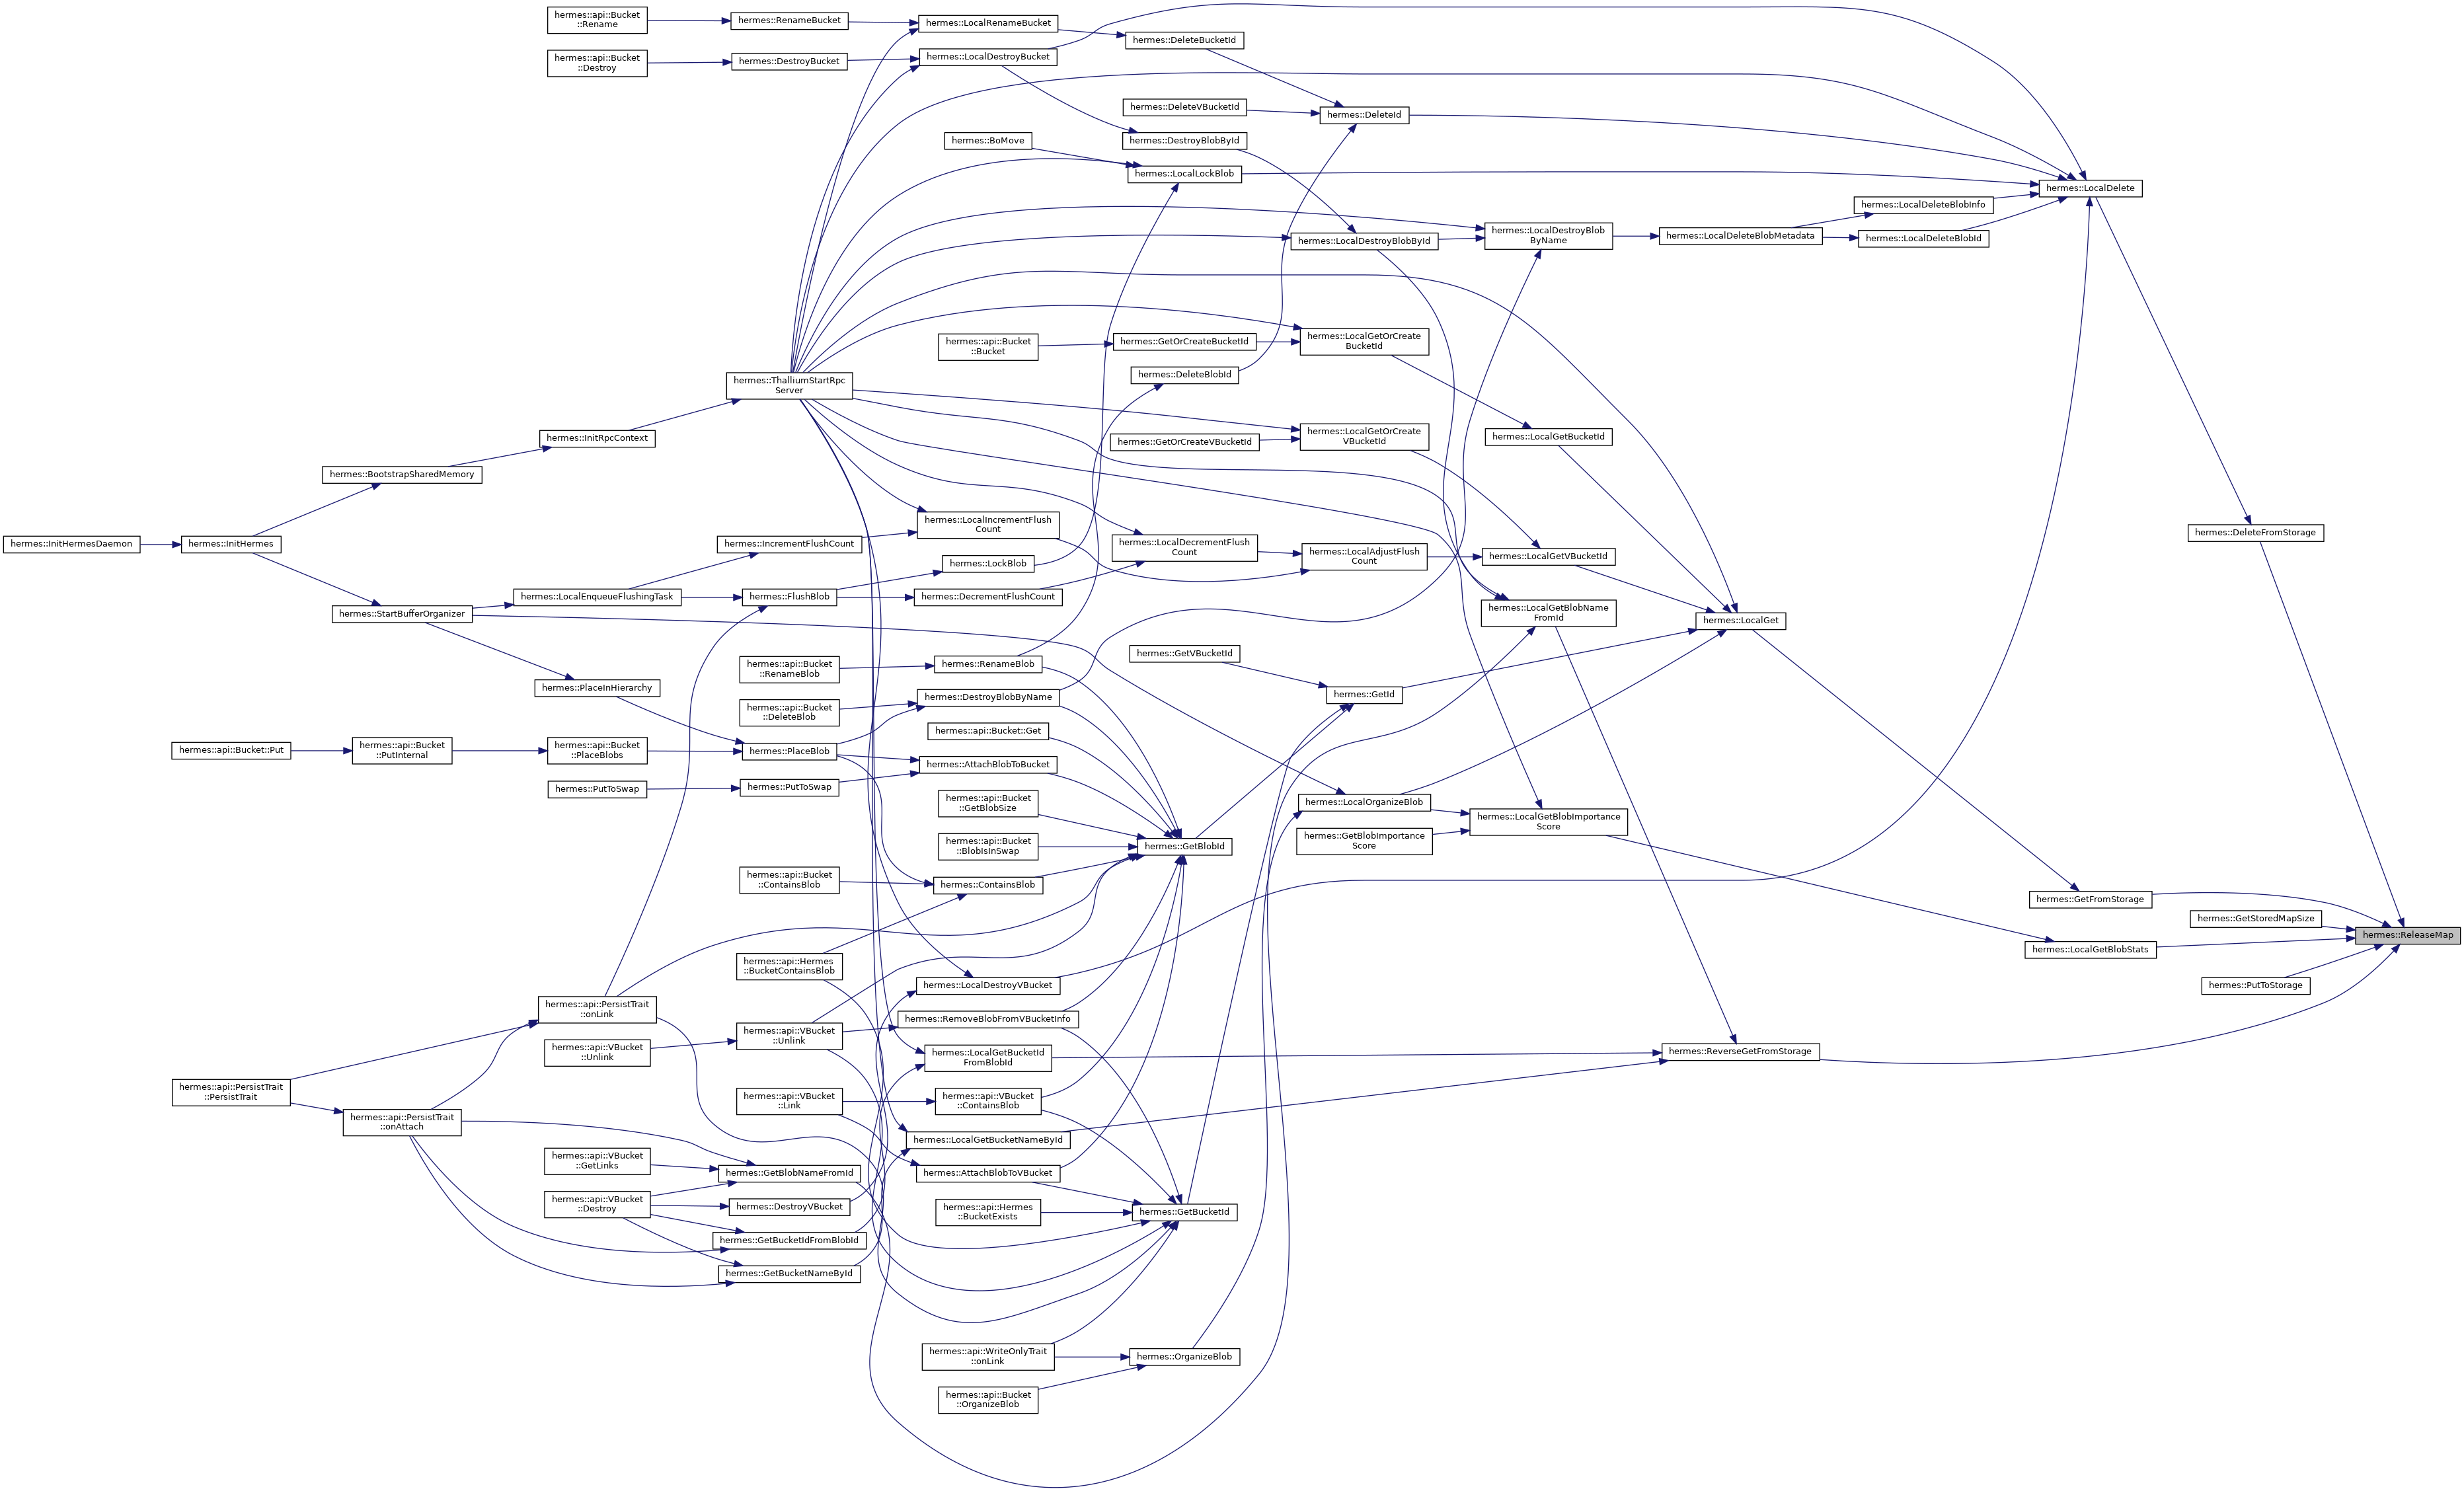 hermes::api::Bucket
::Rename
hermes::RenameBucket
hermes::LocalRenameBucket
hermes::DeleteBucketId
hermes::api::Bucket
::Destroy
hermes::DestroyBucket
hermes::LocalDestroyBucket
hermes::DeleteVBucketId
hermes::DeleteId
hermes::BoMove
hermes::DestroyBlobById
hermes::LocalLockBlob
hermes::LocalDelete
hermes::LocalDeleteBlobInfo
hermes::LocalDestroyBlobById
hermes::LocalDestroyBlob
ByName
hermes::LocalDeleteBlobMetadata
hermes::LocalDeleteBlobId
hermes::api::Bucket
::Bucket
hermes::GetOrCreateBucketId
hermes::LocalGetOrCreate
BucketId
hermes::ThalliumStartRpc
Server
hermes::DeleteBlobId
hermes::InitRpcContext
hermes::GetOrCreateVBucketId
hermes::LocalGetOrCreate
VBucketId
hermes::LocalGetBucketId
hermes::BootstrapSharedMemory
hermes::LocalIncrementFlush
Count
hermes::DeleteFromStorage
hermes::InitHermesDaemon
hermes::InitHermes
hermes::IncrementFlushCount
hermes::LocalDecrementFlush
Count
hermes::LocalAdjustFlush
Count
hermes::LocalGetVBucketId
hermes::LockBlob
hermes::LocalEnqueueFlushingTask
hermes::FlushBlob
hermes::DecrementFlushCount
hermes::StartBufferOrganizer
hermes::LocalGetBlobName
FromId
hermes::LocalGet
hermes::api::Bucket
::RenameBlob
hermes::RenameBlob
hermes::GetVBucketId
hermes::PlaceInHierarchy
hermes::DestroyBlobByName
hermes::GetId
hermes::api::Bucket
::DeleteBlob
hermes::api::Bucket::Get
hermes::api::Bucket::Put
hermes::api::Bucket
::PutInternal
hermes::api::Bucket
::PlaceBlobs
hermes::PlaceBlob
hermes::AttachBlobToBucket
hermes::PutToSwap
hermes::PutToSwap
hermes::api::Bucket
::GetBlobSize
hermes::LocalOrganizeBlob
hermes::LocalGetBlobImportance
Score
hermes::GetBlobImportance
Score
hermes::api::Bucket
::BlobIsInSwap
hermes::GetBlobId
hermes::api::Bucket
::ContainsBlob
hermes::ContainsBlob
hermes::GetFromStorage
hermes::GetStoredMapSize
hermes::ReleaseMap
hermes::LocalGetBlobStats
hermes::api::Hermes
::BucketContainsBlob
hermes::LocalDestroyVBucket
hermes::PutToStorage
hermes::api::PersistTrait
::onLink
hermes::RemoveBlobFromVBucketInfo
hermes::api::VBucket
::Unlink
hermes::api::VBucket
::Unlink
hermes::LocalGetBucketId
FromBlobId
hermes::ReverseGetFromStorage
hermes::api::PersistTrait
::PersistTrait
hermes::api::VBucket
::Link
hermes::api::VBucket
::ContainsBlob
hermes::api::PersistTrait
::onAttach
hermes::LocalGetBucketNameById
hermes::api::VBucket
::GetLinks
hermes::GetBlobNameFromId
hermes::AttachBlobToVBucket
hermes::api::VBucket
::Destroy
hermes::DestroyVBucket
hermes::api::Hermes
::BucketExists
hermes::GetBucketId
hermes::GetBucketIdFromBlobId
hermes::GetBucketNameById
hermes::api::WriteOnlyTrait
::onLink
hermes::OrganizeBlob
hermes::api::Bucket
::OrganizeBlob